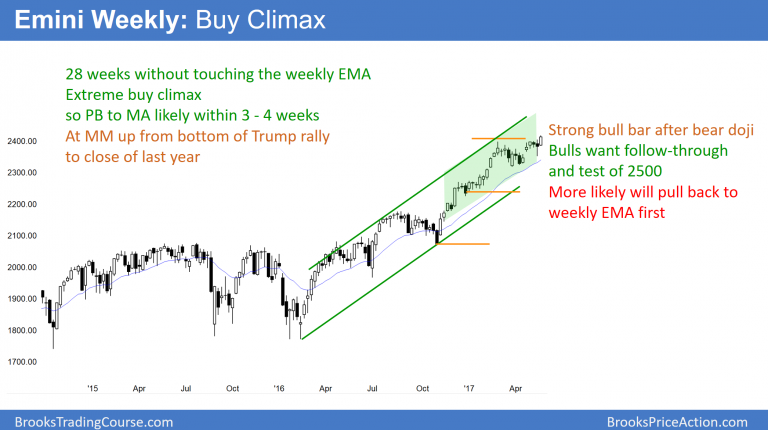 Emini Weekly: Buy Climax
28 weeks without touching the weekly EMA
Extreme buy climax
so PB to MA likely within 3 - 4 weeks
At MM up from bottom of Trump rally
to close of last year
Strong bull bar after bear doji
Bulls want follow-through
and test of 2500
More likely will pull back to
weekly EMA first
2400.00
2300.00
2200.00
2100.00
2000.00
1900.00
1800.00
1700.00
'15 Apr Jul Oct '16 Apr Jul Oct '17 Apr
BrooksTradingCourse.com
BrooksPriceAction.com